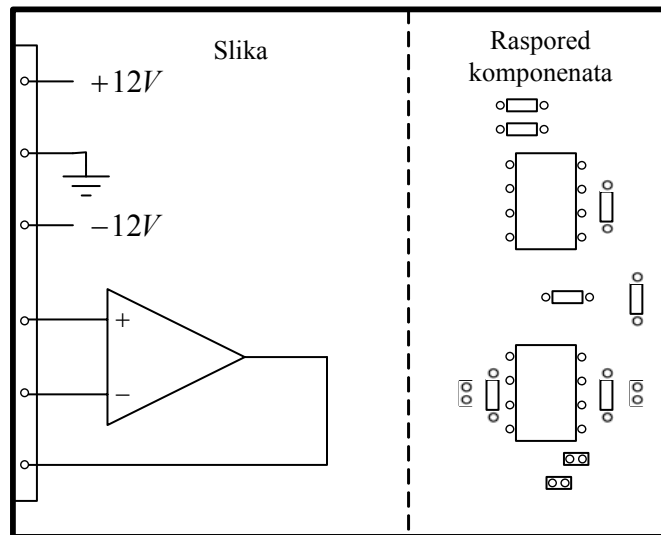 Slika
+12V
−12V
+
−
Raspored
komponenata